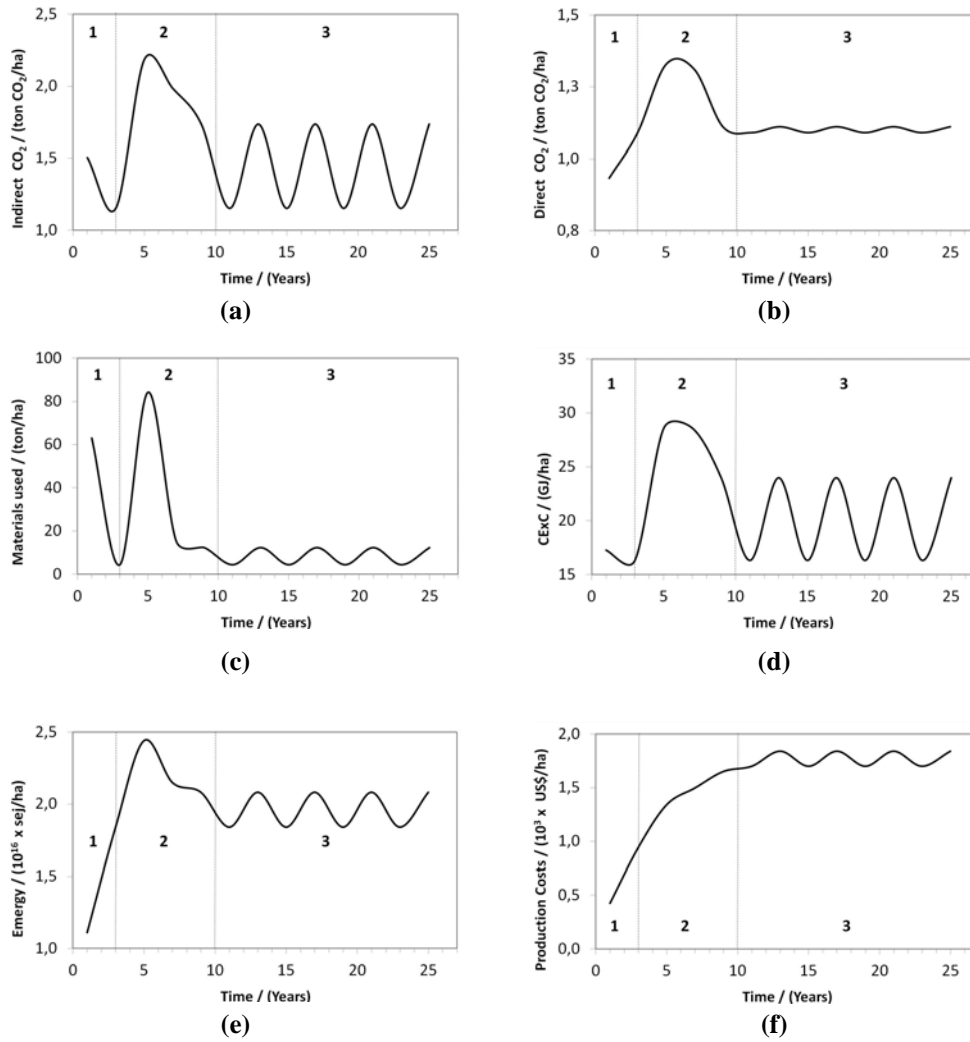 2,5
2,0
1,5
1,0
Indirect CO₂ / (ton CO₂/ha)
1 2 3
0 5 10 15 20 25
Time / (Years)
(a)
1,5
1,3
1,0
0,8
Direct CO₂ / (ton CO₂/ha)
1 2 3
0 5 10 15 20 25
Time / (Years)
(b)
100
80
60
40
20
0
Materials used / (ton/ha)
1 2 3
0 5 10 15 20 25
Time / (Years)
(c)
35
30
25
20
15
CExC / (GJ/ha)
1 2 3
0 5 10 15 20 25
Time / (Years)
(d)
2,5
2,0
1,5
1,0
Emergy / (10¹⁶ x sej/ha)
1 2 3
0 5 10 15 20 25
Time / (Years)
(e)
2,0
1,5
1,0
0,5
0,0
Production Costs / (10³ x US$/ha)
1 2 3
0 5 10 15 20 25
Time / (Years)
(f)